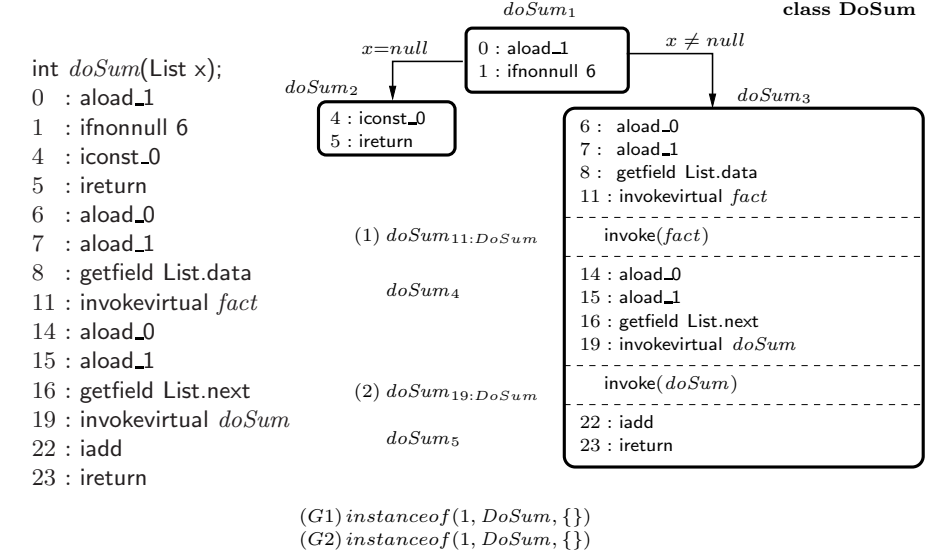 class DoSum
int doSum(List x);
0 : aload_1
1 : ifnonnull 6
4 : iconst_0
5 : ireturn
6 : aload_0
7 : aload_1
8 : getfield List.data
11 : invokevirtual fact
14 : aload_0
15 : aload_1
16 : getfield List.next
19 : invokevirtual doSum
22 : iadd
23 : ireturn
doSum₁
0 : aload_1
1 : ifnonnull 6
x=null
x ≠ null
doSum₂
4 : iconst_0
5 : ireturn
doSum₃
6 : aload_0
7 : aload_1
8 : getfield List.data
11 : invokevirtual fact
(1) doSum₁₁:DoSum
invoke(fact)
doSum₄
14 : aload_0
15 : aload_1
16 : getfield List.next
19 : invokevirtual doSum
(2) doSum₁₉:DoSum
invoke(doSum)
doSum₅
22 : iadd
23 : ireturn
(G1) instanceof(1, DoSum, {})
(G2) instanceof(1, DoSum, {})